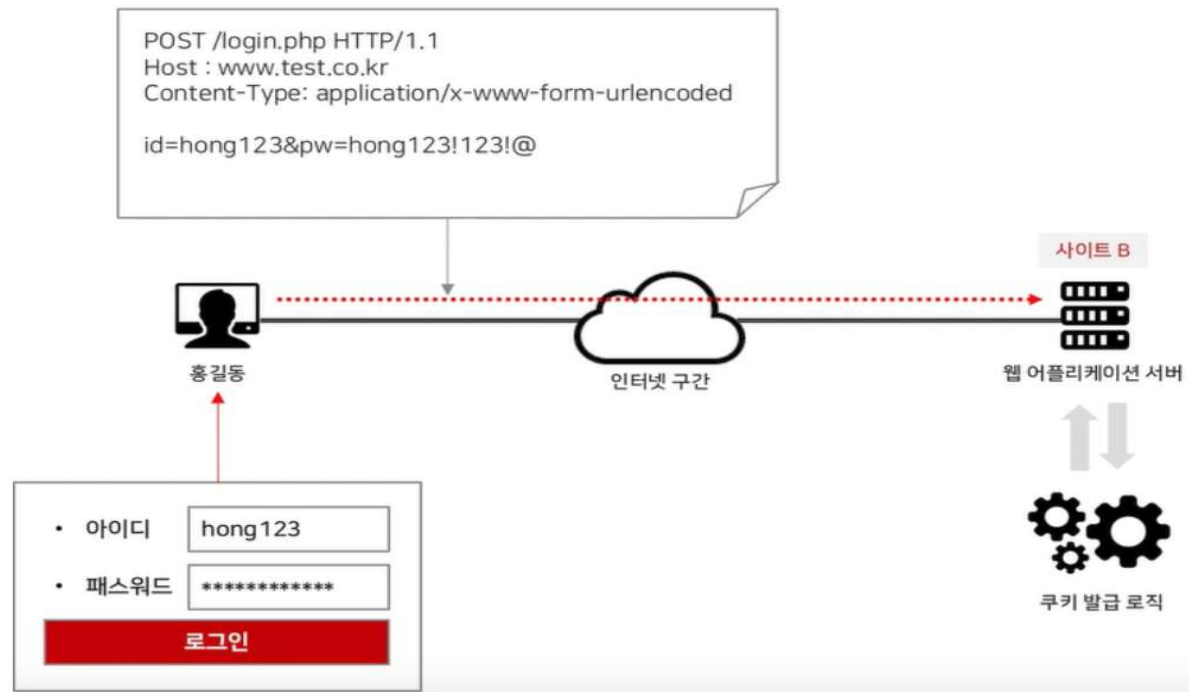 POST /login.php HTTP/1.1
Host : www.test.co.kr
Content-Type: application/x-www-form-urlencoded
id=hong123&pw=hong123!123!@
사이트 B
홍길동
인터넷 구간
웹 어플리케이션 서버
• 아이디 hong123
• 패스워드 ************
로그인
쿠키 발급 로직